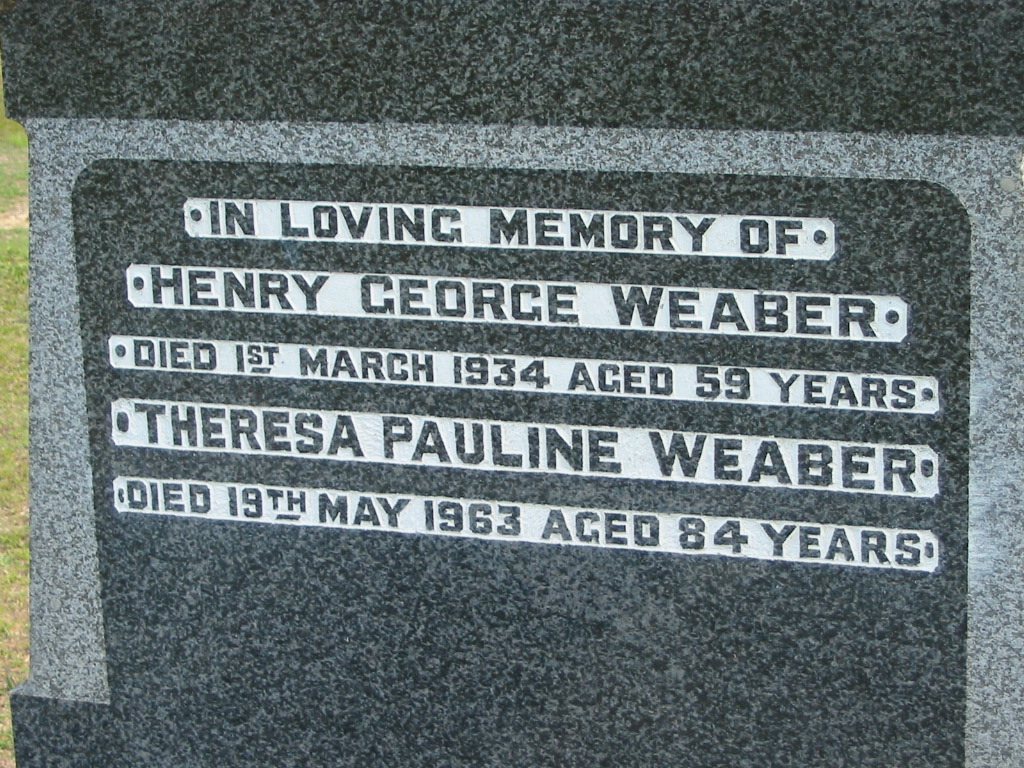 IN LOVING MEMORY OF
HENRY GEORGE WEABER
DIED 1ST MARCH 1934 AGED 59 YEARS
THERESA PAULINE WEABER
DIED 19TH MAY 1963 AGED 84 YEARS